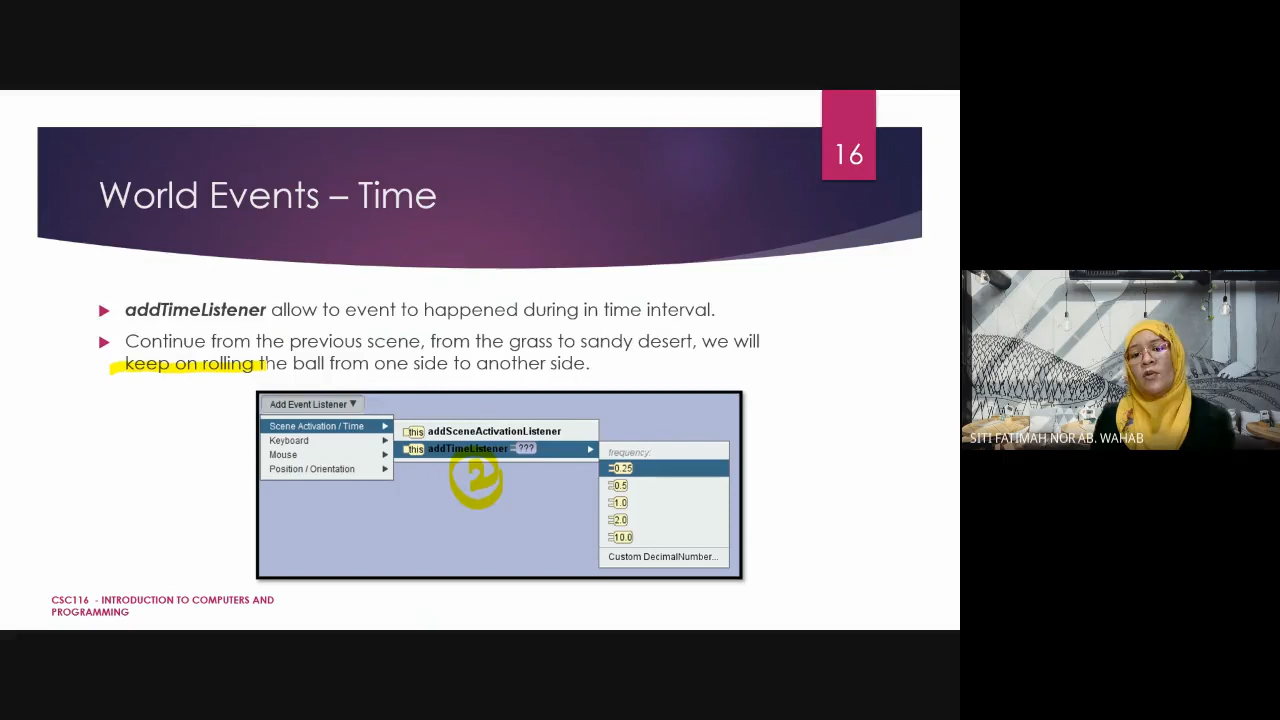 16
World Events – Time
addTimeListener allow to event to happened during in time interval.
Continue from the previous scene, from the grass to sandy desert, we will
keep on rolling the ball from one side to another side.
Add Event Listener
Scene Activation / Time
Keyboard
Mouse
Position / Orientation
this addSceneActivationListener
this addTimeListener ???
2
frequency:
0.25
0.5
1.0
2.0
10.0
Custom DecimalNumber...
CSC116 - INTRODUCTION TO COMPUTERS AND
PROGRAMMING
SITI FATIMAH NOR AB. WAHAB